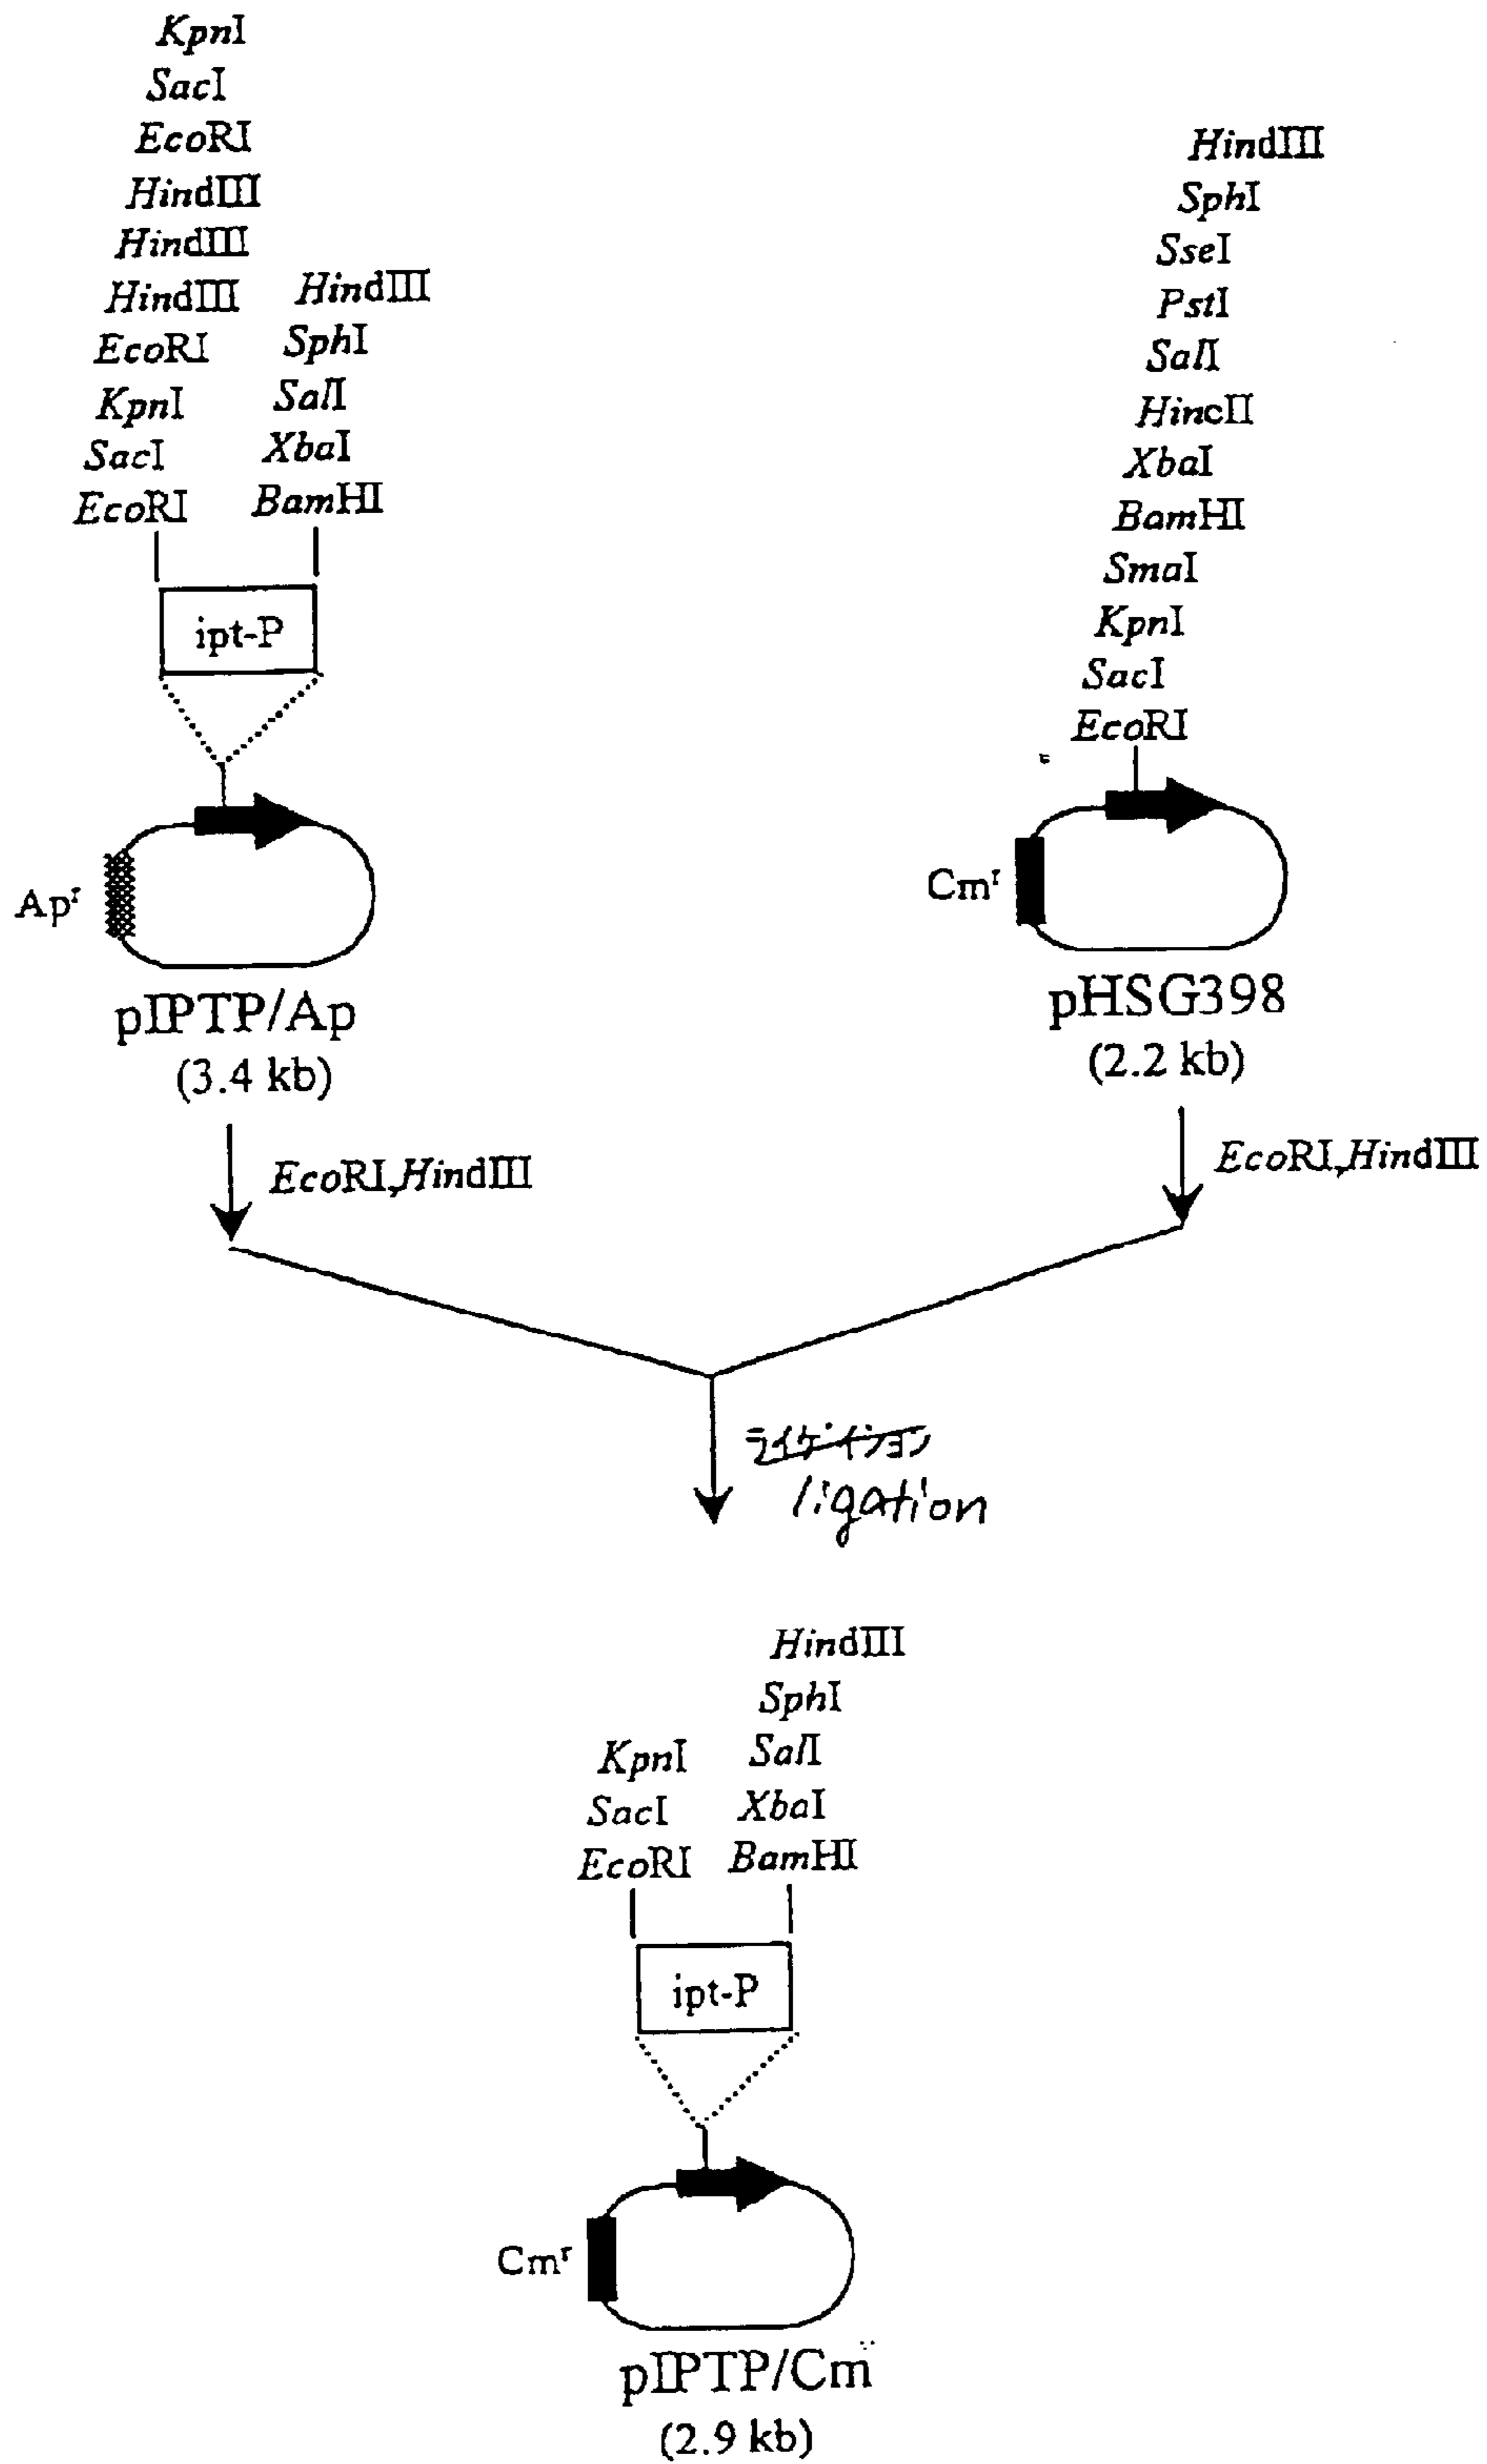 KpnI
SacI
EcoRI
HindIII
HindIII
HindIII
EcoRI
KpnI
SacI
EcoRI
HindIII
SphI
SalI
XbaI
BamHI
ipt-P
Apʳ
pIPTP/Ap
(3.4 kb)
EcoRI,HindIII
HindIII
SphI
SseI
PstI
SalI
HincII
XbaI
BamHI
SmaI
KpnI
SacI
EcoRI
Cmʳ
pHSG398
(2.2 kb)
EcoRI,HindIII
ライゲイション
ligation
KpnI
SacI
EcoRI
HindIII
SphI
SalI
XbaI
BamHI
ipt-P
Cmʳ
pIPTP/Cm
(2.9 kb)